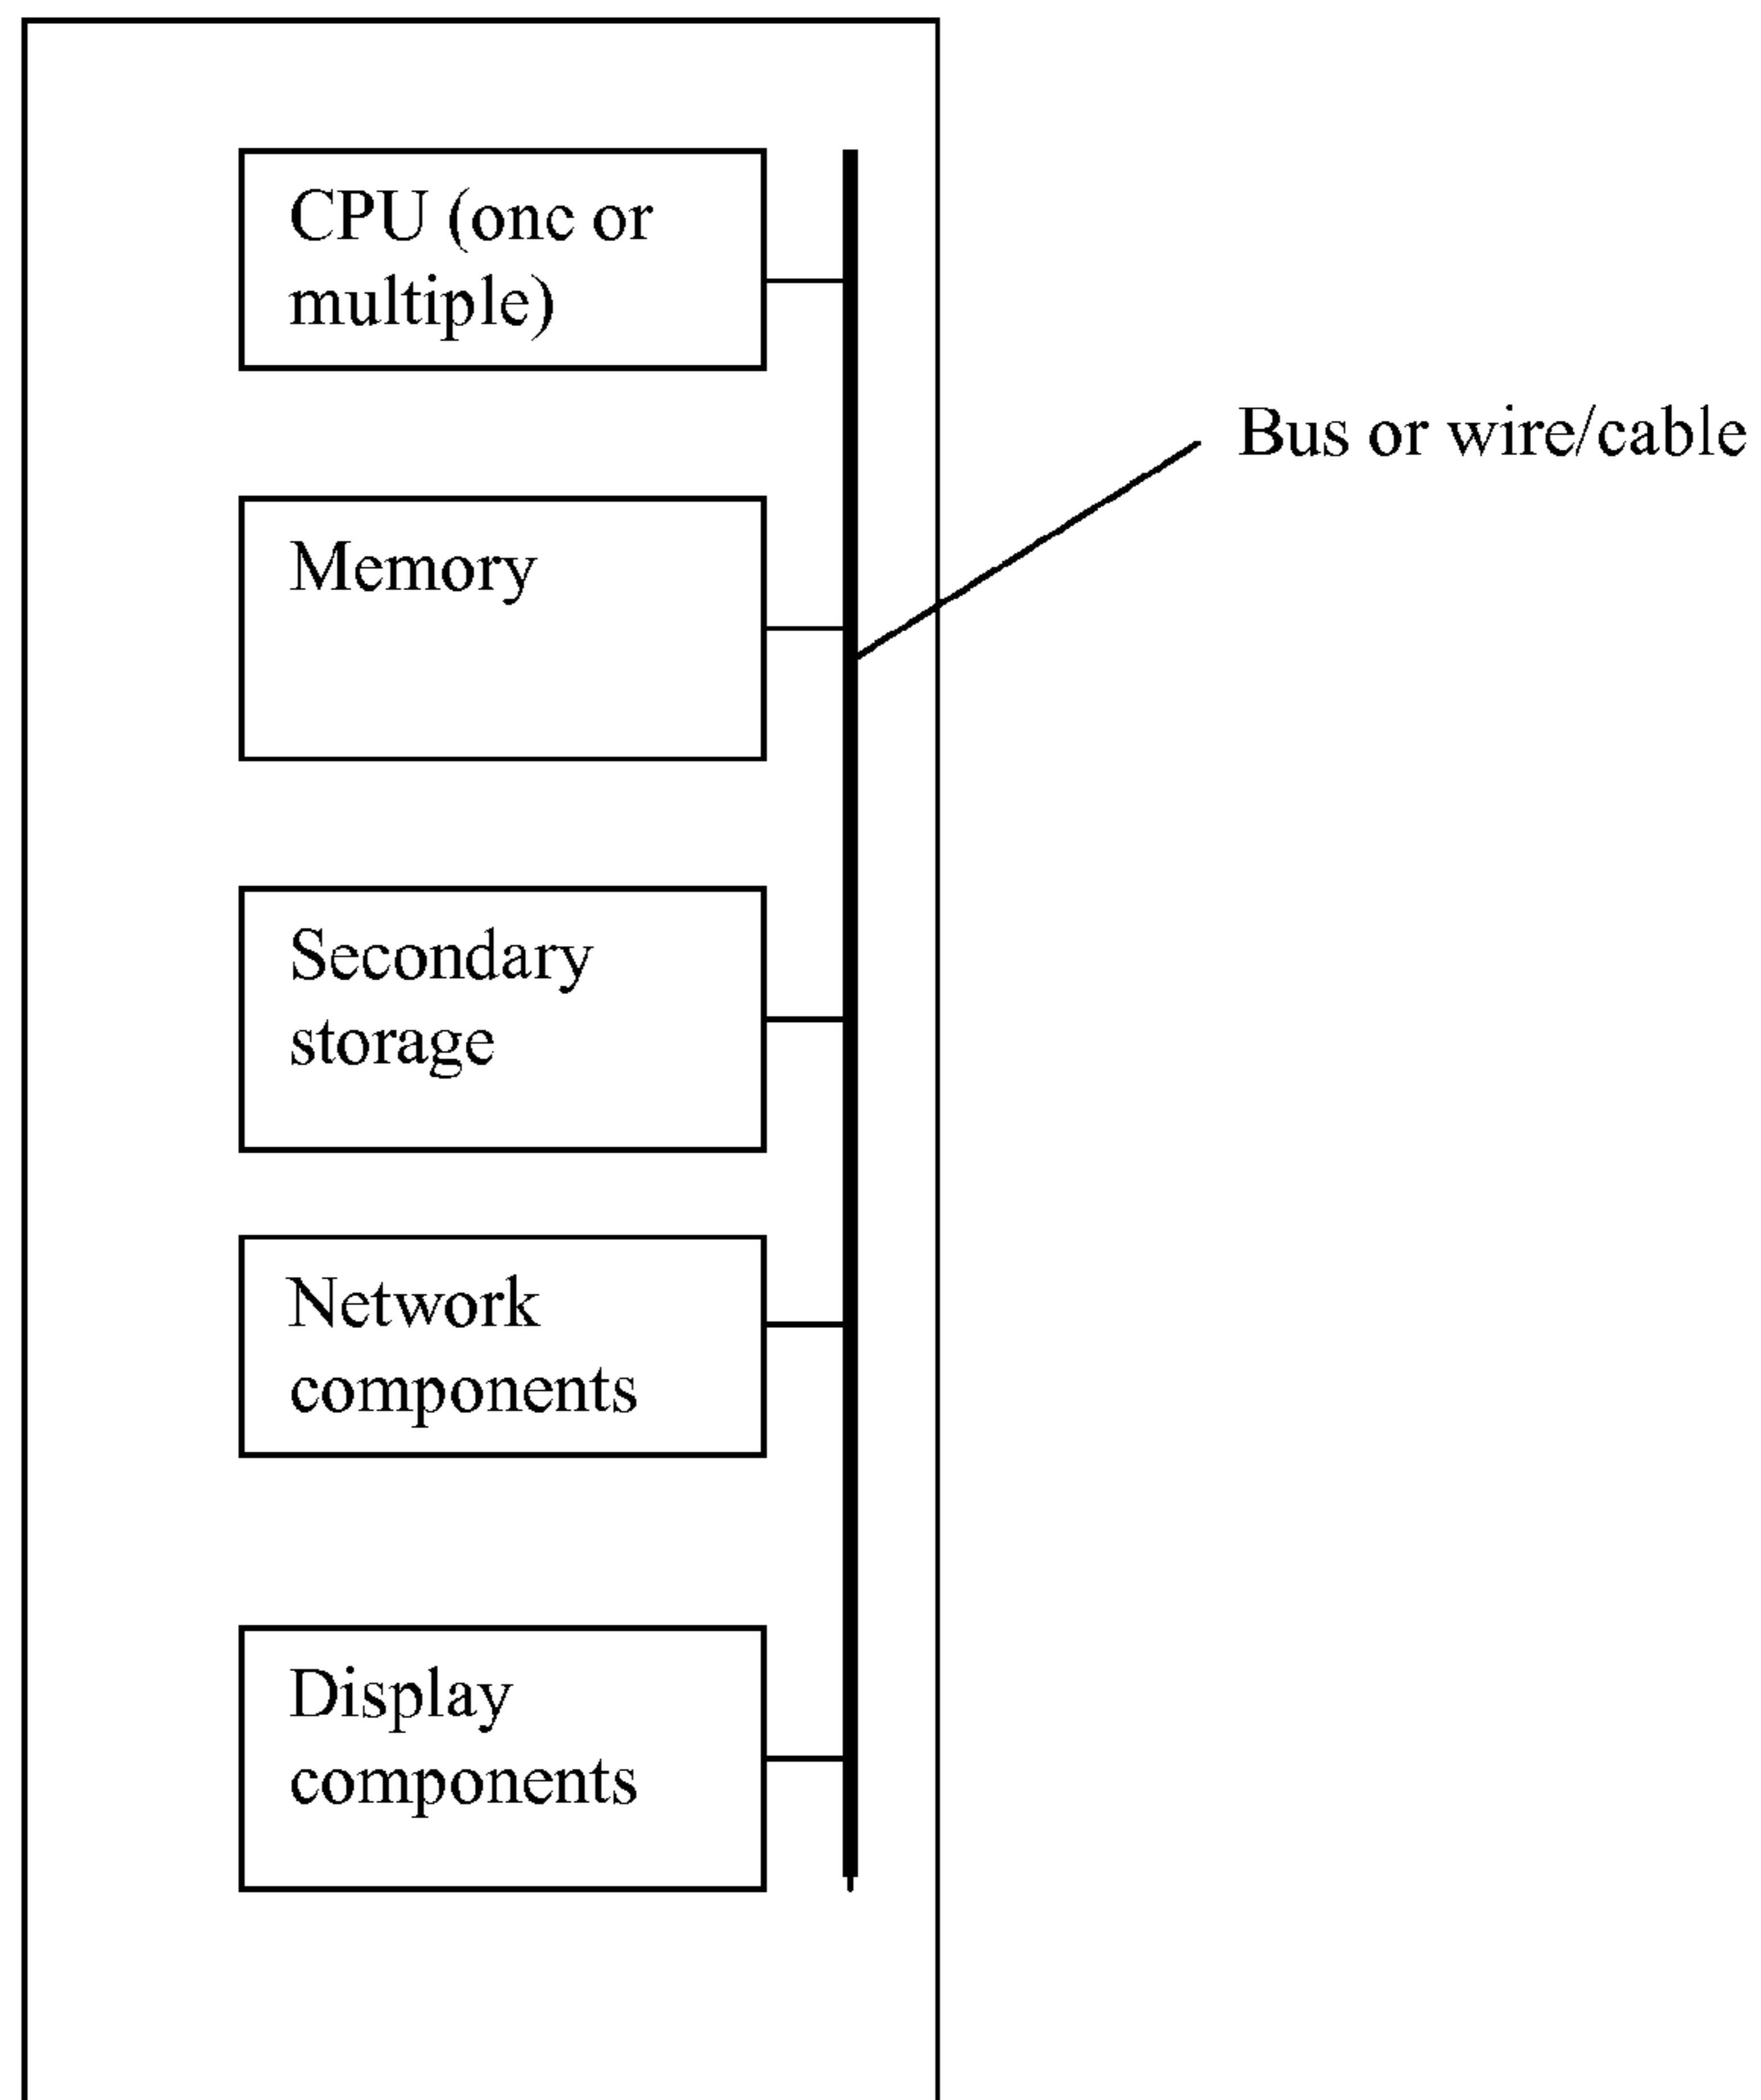 CPU (onc or
multiple)
Bus or wire/cable
Memory
Secondary
storage
Network
components
Display
components